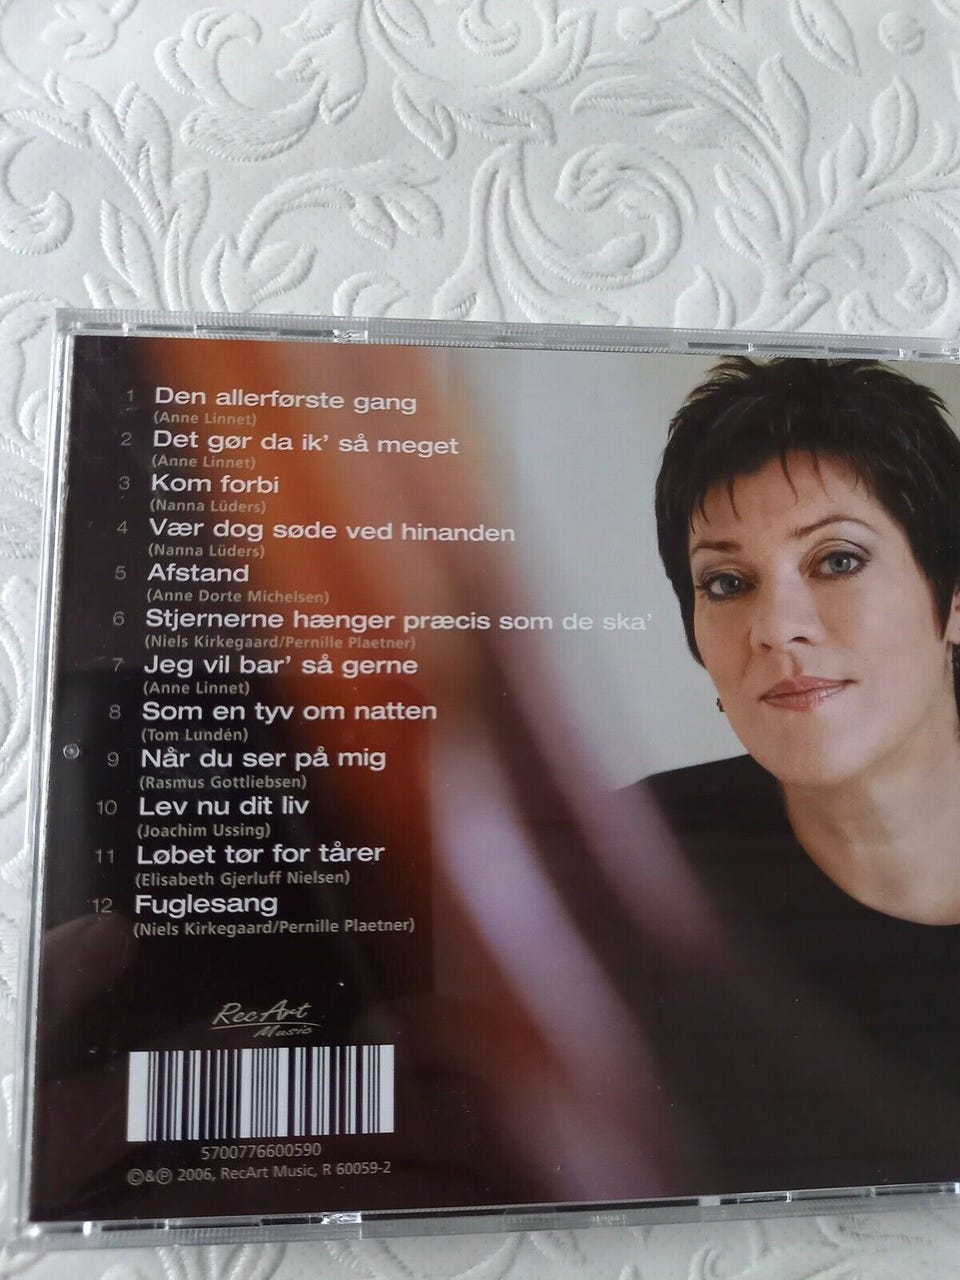 1 Den allerførste gang
(Anne Linnet)
2 Det gør da ik' så meget
(Anne Linnet)
3 Kom forbi
(Nanna Lüders)
4 Vær dog søde ved hinanden
(Nanna Lüders)
5 Afstand
(Anne Dorte Michelsen)
6 Stjernerne hænger præcis som de ska'
(Niels Kirkegaard/Pernille Plaetner)
7 Jeg vil bar' så gerne
(Anne Linnet)
8 Som en tyv om natten
(Tom Lundén)
9 Når du ser på mig
(Rasmus Gottliebsen)
10 Lev nu dit liv
(Joachim Ussing)
11 Løbet tør for tårer
(Elisabeth Gjerluff Nielsen)
12 Fuglesang
(Niels Kirkegaard/Pernille Plaetner)
RecArt
Music
5700776600590
©&℗ 2006, RecArt Music, R 60059-2